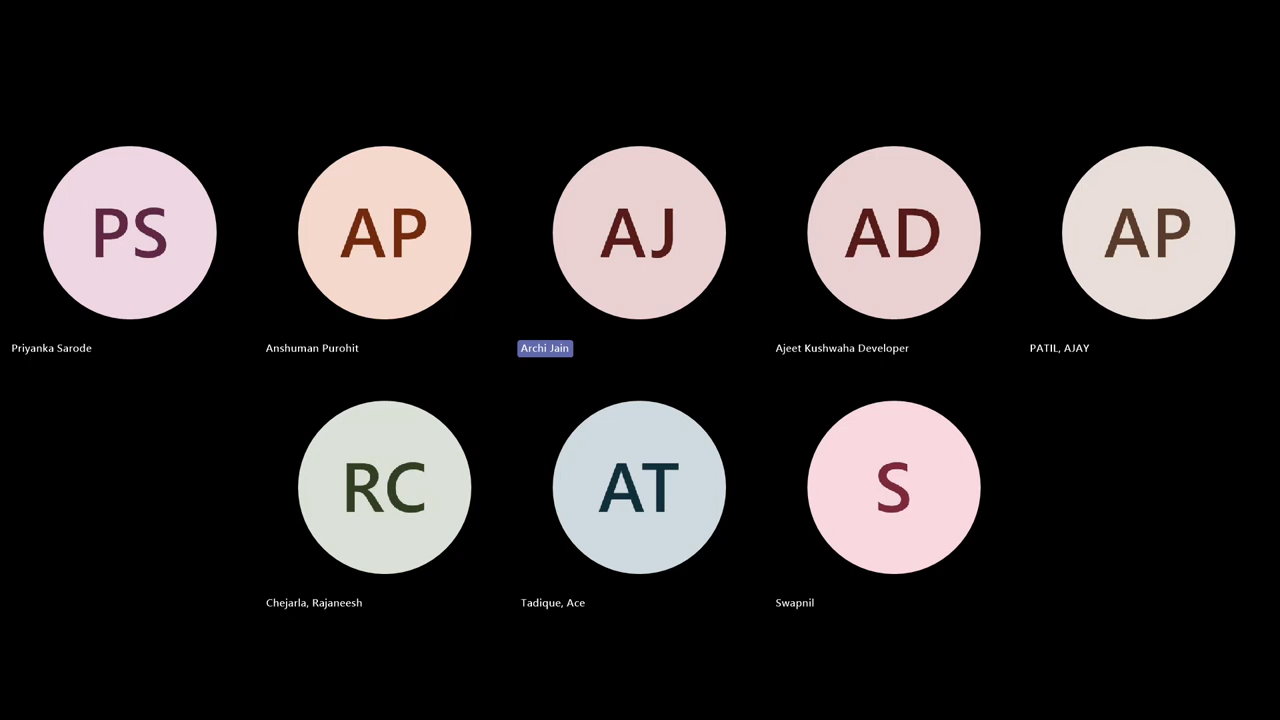 PS
AP
AJ
AD
AP
Priyanka Sarode
Anshuman Purohit
Archi Jain
Ajeet Kushwaha Developer
PATIL, AJAY
RC
AT
S
Chejarla, Rajaneesh
Tadique, Ace
Swapnil